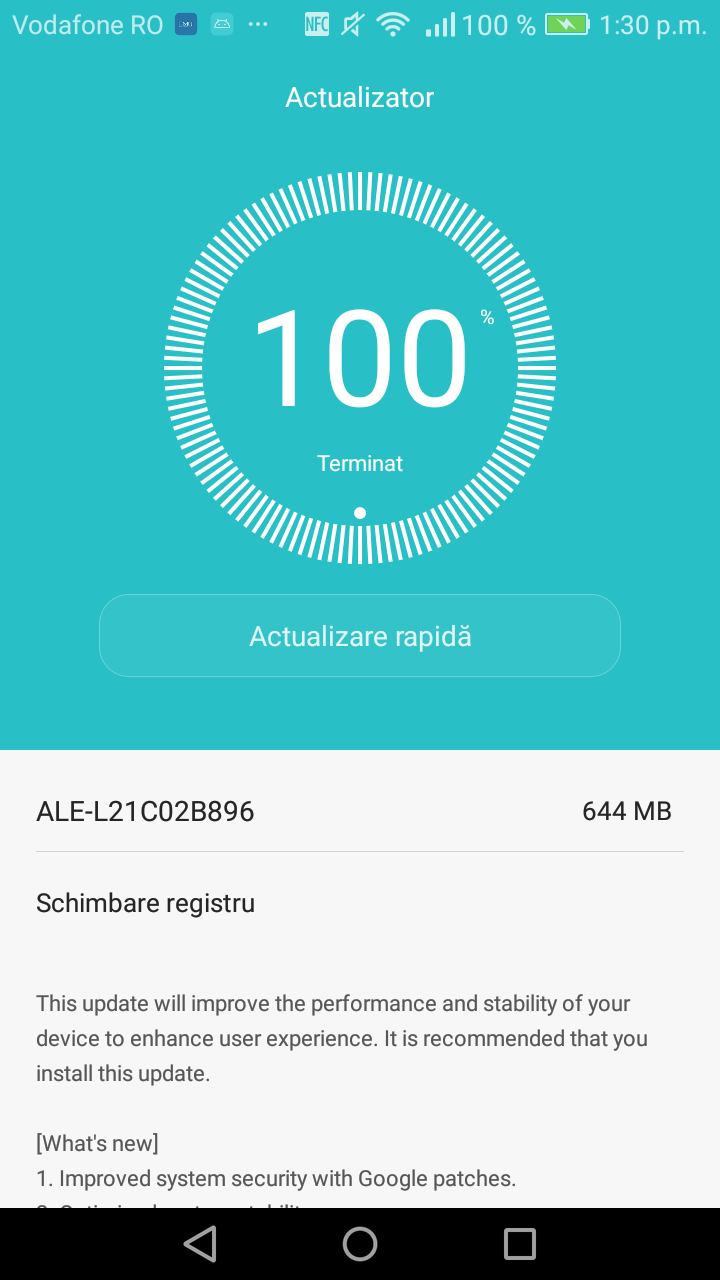 Vodafone RO ... NFC 100 % 1:30 p.m.
Actualizator
100 %
Terminat
Actualizare rapidă
ALE-L21C02B896 644 MB
Schimbare registru
This update will improve the performance and stability of your
device to enhance user experience. It is recommended that you
install this update.
[What's new]
1. Improved system security with Google patches.